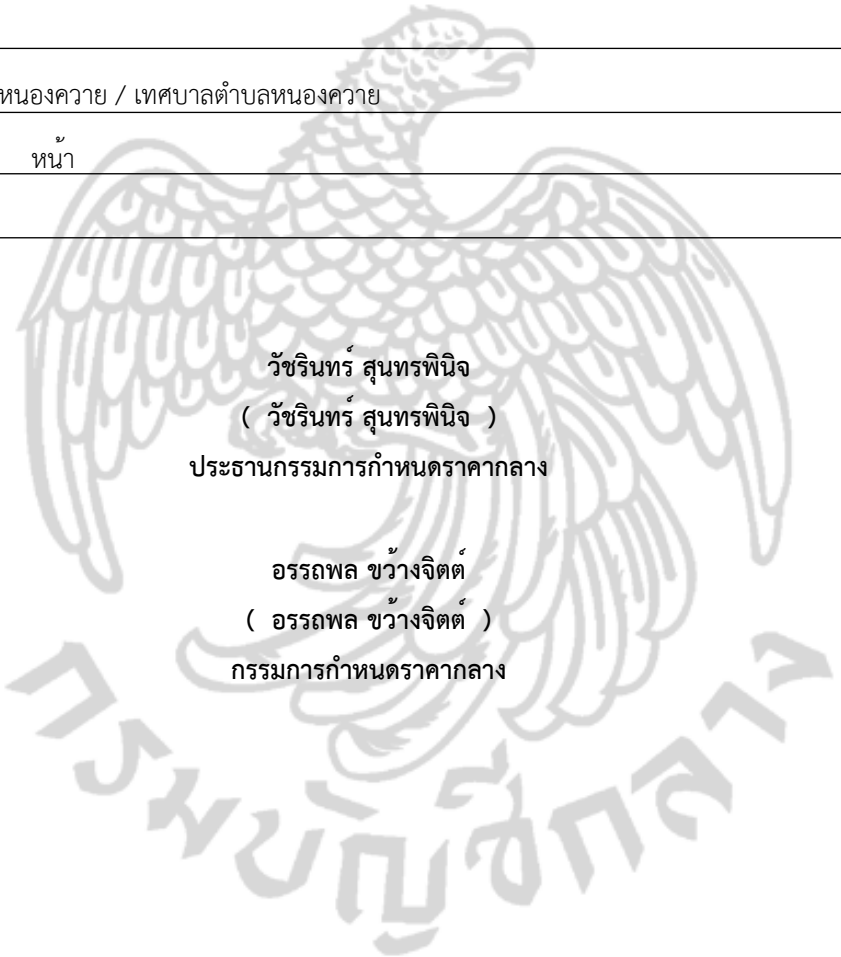 หนองควาย / เทศบาลตำบลหนองควาย
หน้า
วัชรินทร์ สุนทรพินิจ
( วัชรินทร์ สุนทรพินิจ )
ประธานกรรมการกำหนดราคากลาง
อรรถพล ขว้างจิตต์
( อรรถพล ขว้างจิตต์ )
กรรมการกำหนดราคากลาง
กรมบัญชีกลาง